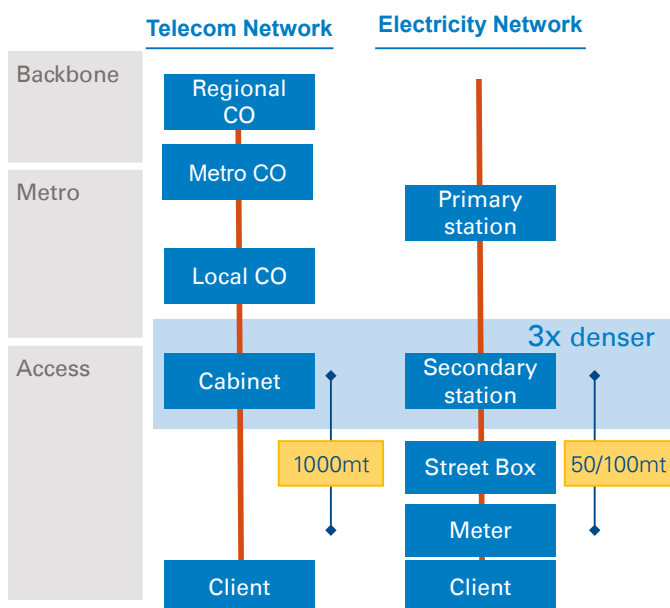 Telecom Network
Electricity Network
Backbone
Regional
CO
Metro CO
Metro
Primary
station
Local CO
3x denser
Access
Cabinet
Secondary
station
1000mt
Street Box
50/100mt
Meter
Client
Client